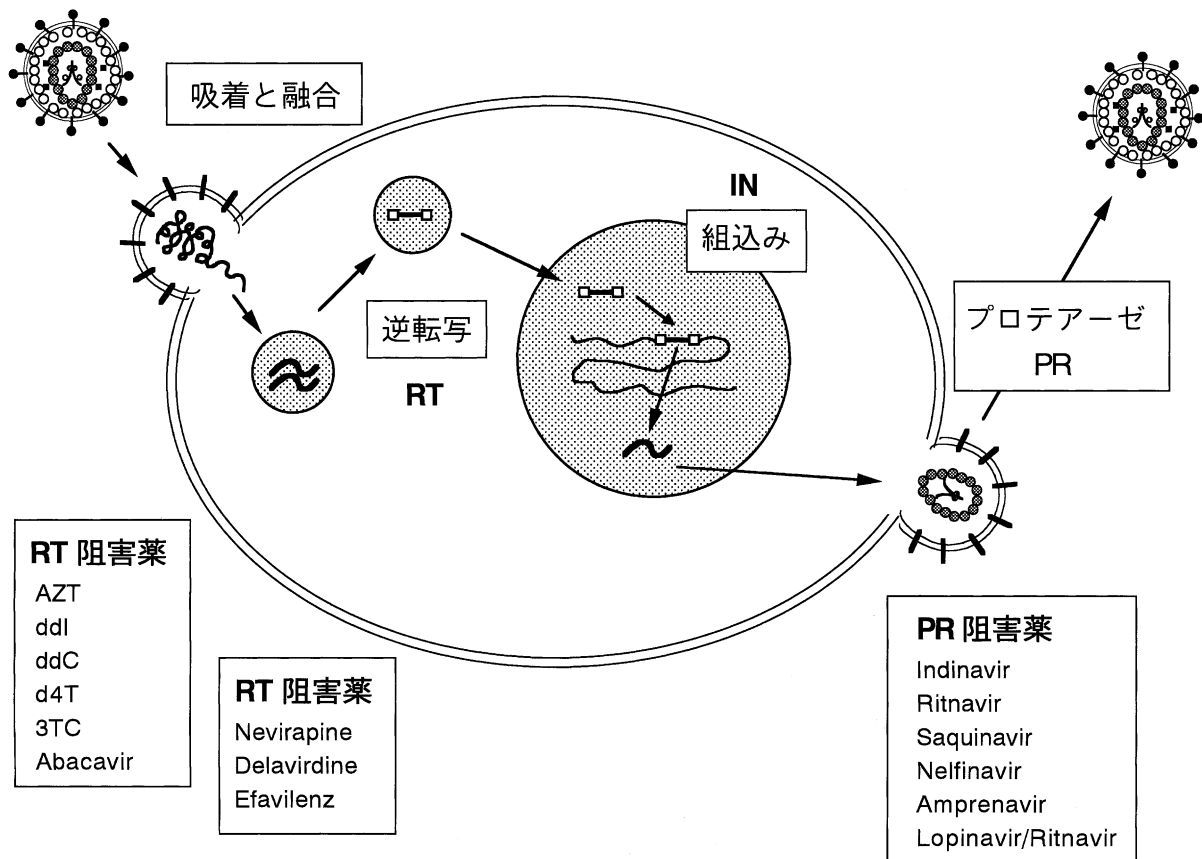 吸着と融合
IN
組込み
逆転写
RT
プロテアーゼ
PR
RT 阻害薬
AZT
ddI
ddC
d4T
3TC
Abacavir
RT 阻害薬
Nevirapine
Delavirdine
Efavilenz
PR 阻害薬
Indinavir
Ritnavir
Saquinavir
Nelfinavir
Amprenavir
Lopinavir/Ritnavir